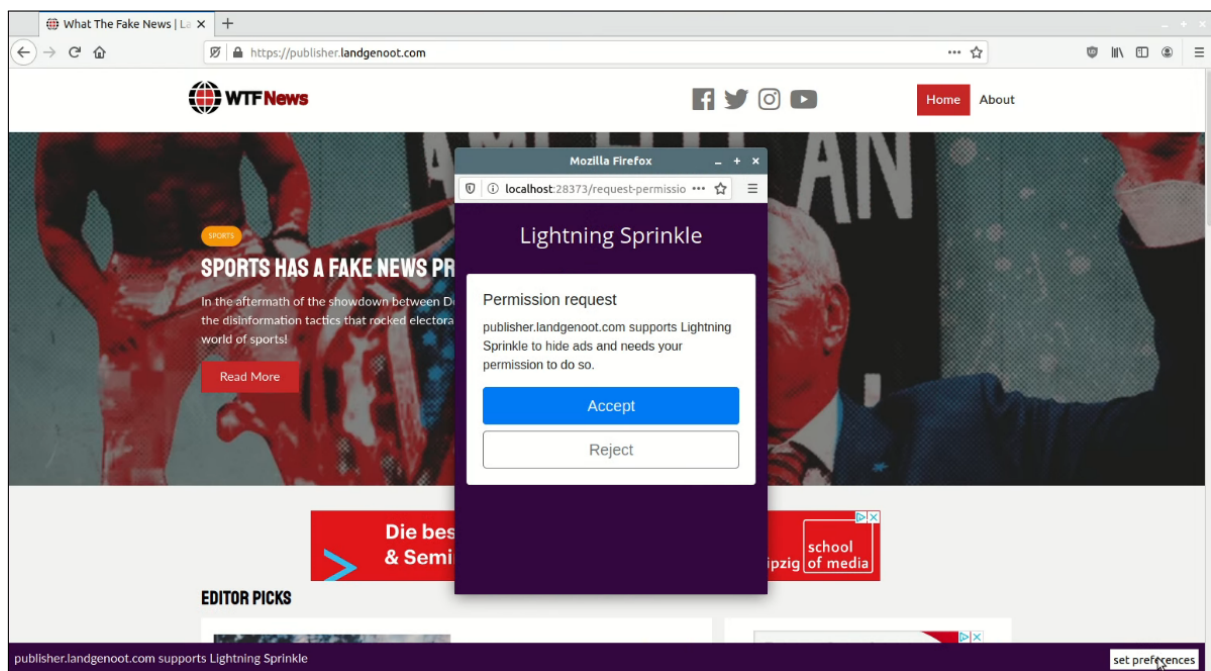 What The Fake News | La
https://publisher.landgenoot.com
WTFNews
Home
About
AMERICAN
SPORTS
SPORTS HAS A FAKE NEWS PR
In the aftermath of the showdown between D
the disinformation tactics that rocked electora
world of sports!
Read More
Mozilla Firefox
localhost:28373/request-permissio
Lightning Sprinkle
Permission request
publisher.landgenoot.com supports Lightning
Sprinkle to hide ads and needs your
permission to do so.
Accept
Reject
Die bes
& Semi
school
ipzig of media
EDITOR PICKS
publisher.landgenoot.com supports Lightning Sprinkle
set preferences